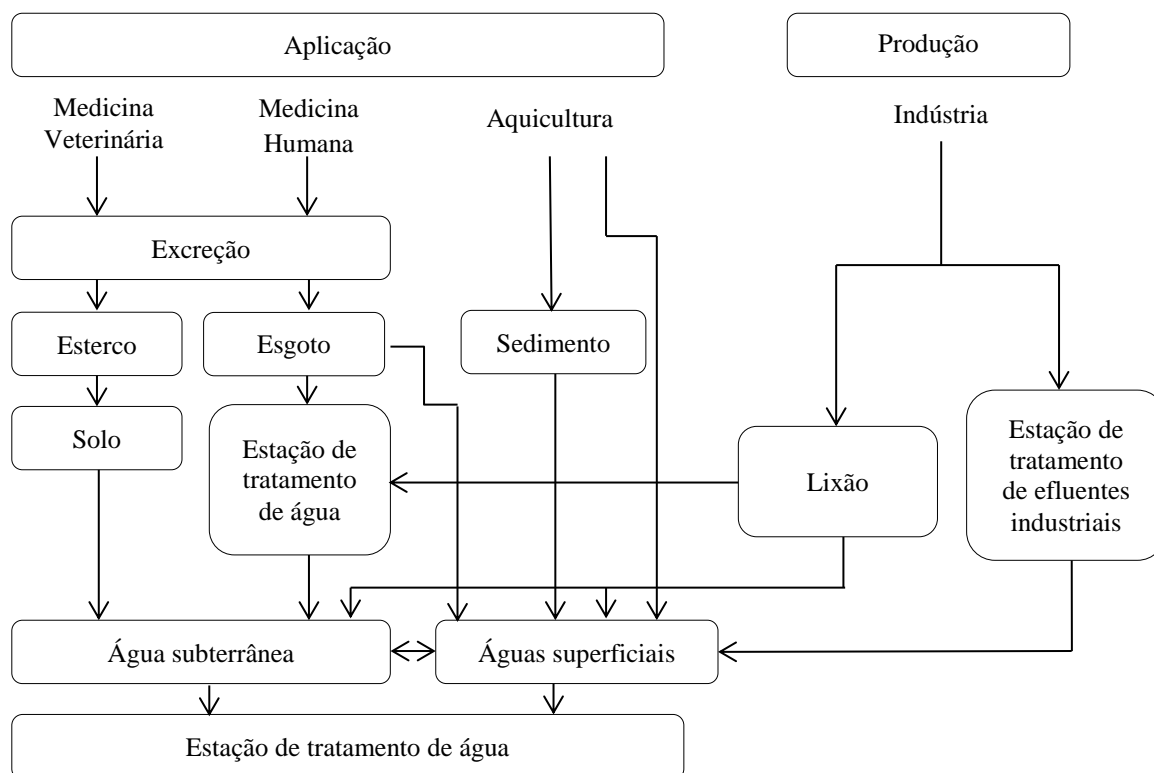 Aplicação
Produção
Medicina
Veterinária
Medicina
Humana
Aquicultura
Indústria
Excreção
Esterco
Esgoto
Sedimento
Solo
Estação de
tratamento
de água
Lixão
Estação de
tratamento
de efluentes
industriais
Água subterrânea
Águas superficiais
Estação de tratamento de água